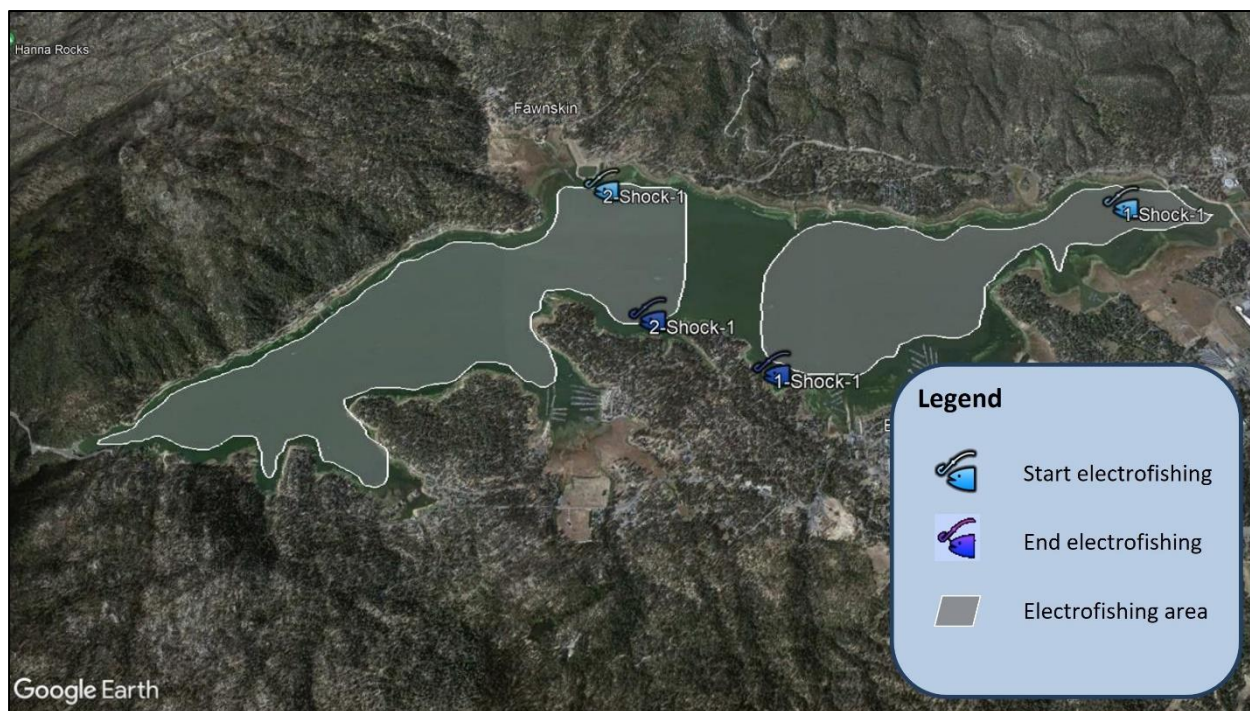 Hanna Rocks
Fawnskin
2-Shock-1
1-Shock-1
2-Shock-1
1-Shock-1
Legend
Start electrofishing
End electrofishing
Electrofishing area
Google Earth